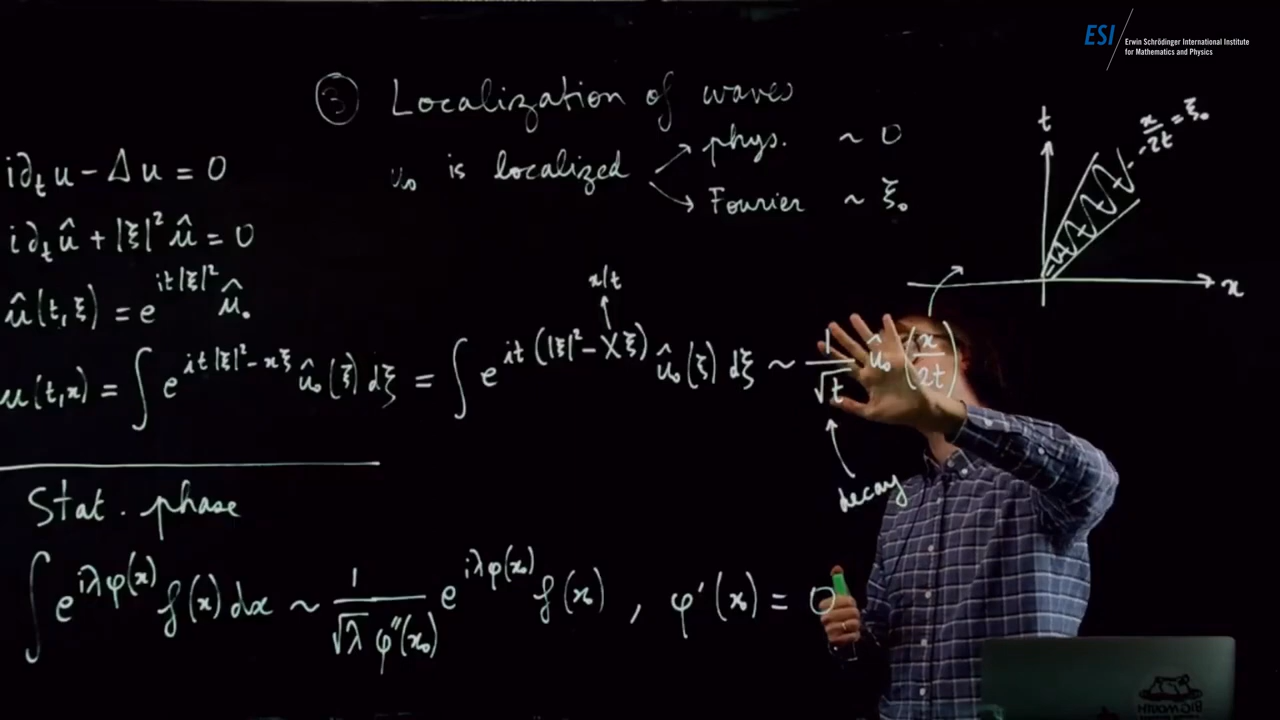 ESI Erwin Schrödinger International Institute
for Mathematics and Physics
③ Localization of waves
u₀ is localized → phys. ~ 0
→ Fourier ~ ξ₀
i∂ₜu − Δu = 0
i∂ₜû + |ξ|² û = 0
û(t,ξ) = e^{it|ξ|²} û₀
x/t
u(t,x) = ∫ e^{it|ξ|² − xξ} û₀(ξ) dξ = ∫ e^{it(|ξ|² − Xξ)} û₀(ξ) dξ ~ 1/√t û₀(x/2t)
decay
t
x/2t = ξ₀
x
Stat. phase
∫ e^{iλφ(x)} f(x) dx ~ 1/(√λ φ''(x₀)) e^{iλφ(x₀)} f(x₀) , φ'(x₀) = 0